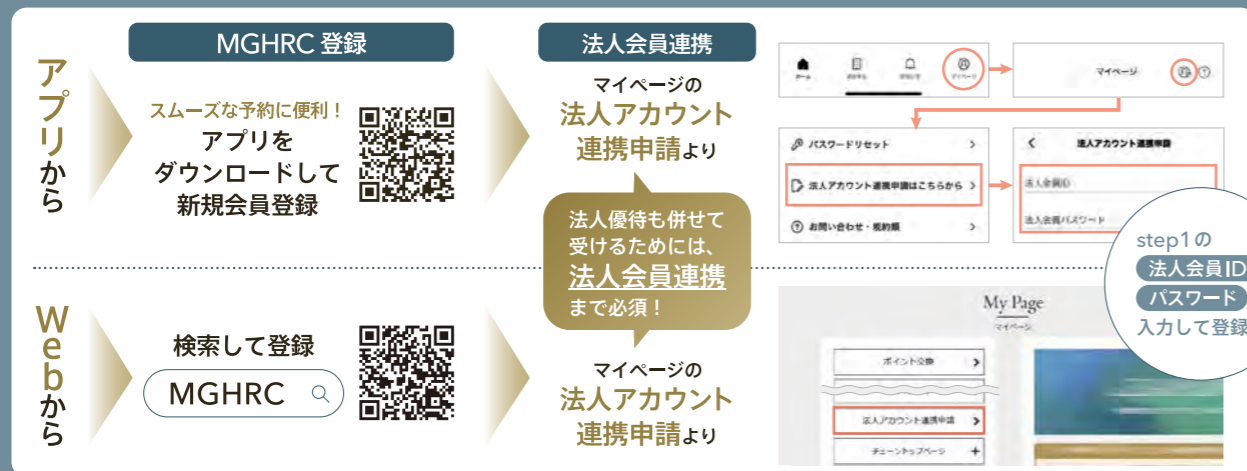 MGHRC 登録
法人会員連携
アプリから
スムーズな予約に便利！
アプリを
ダウンロードして
新規会員登録
マイページの
法人アカウント
連携申請より
ホーム
マイページ
マイページ
パスワードリセット
法人アカウント連携申請はこちらから
お問い合わせ・規約類
法人アカウント連携申請
法人会員ID
法人会員パスワード
法人優待も併せて
受けるためには、
法人会員連携
まで必須！
step1の
法人会員ID
パスワード
入力して登録
Webから
検索して登録
MGHRC
マイページの
法人アカウント
連携申請より
My Page
マイページ
ポイント交換
法人アカウント連携申請
チェーントップページ